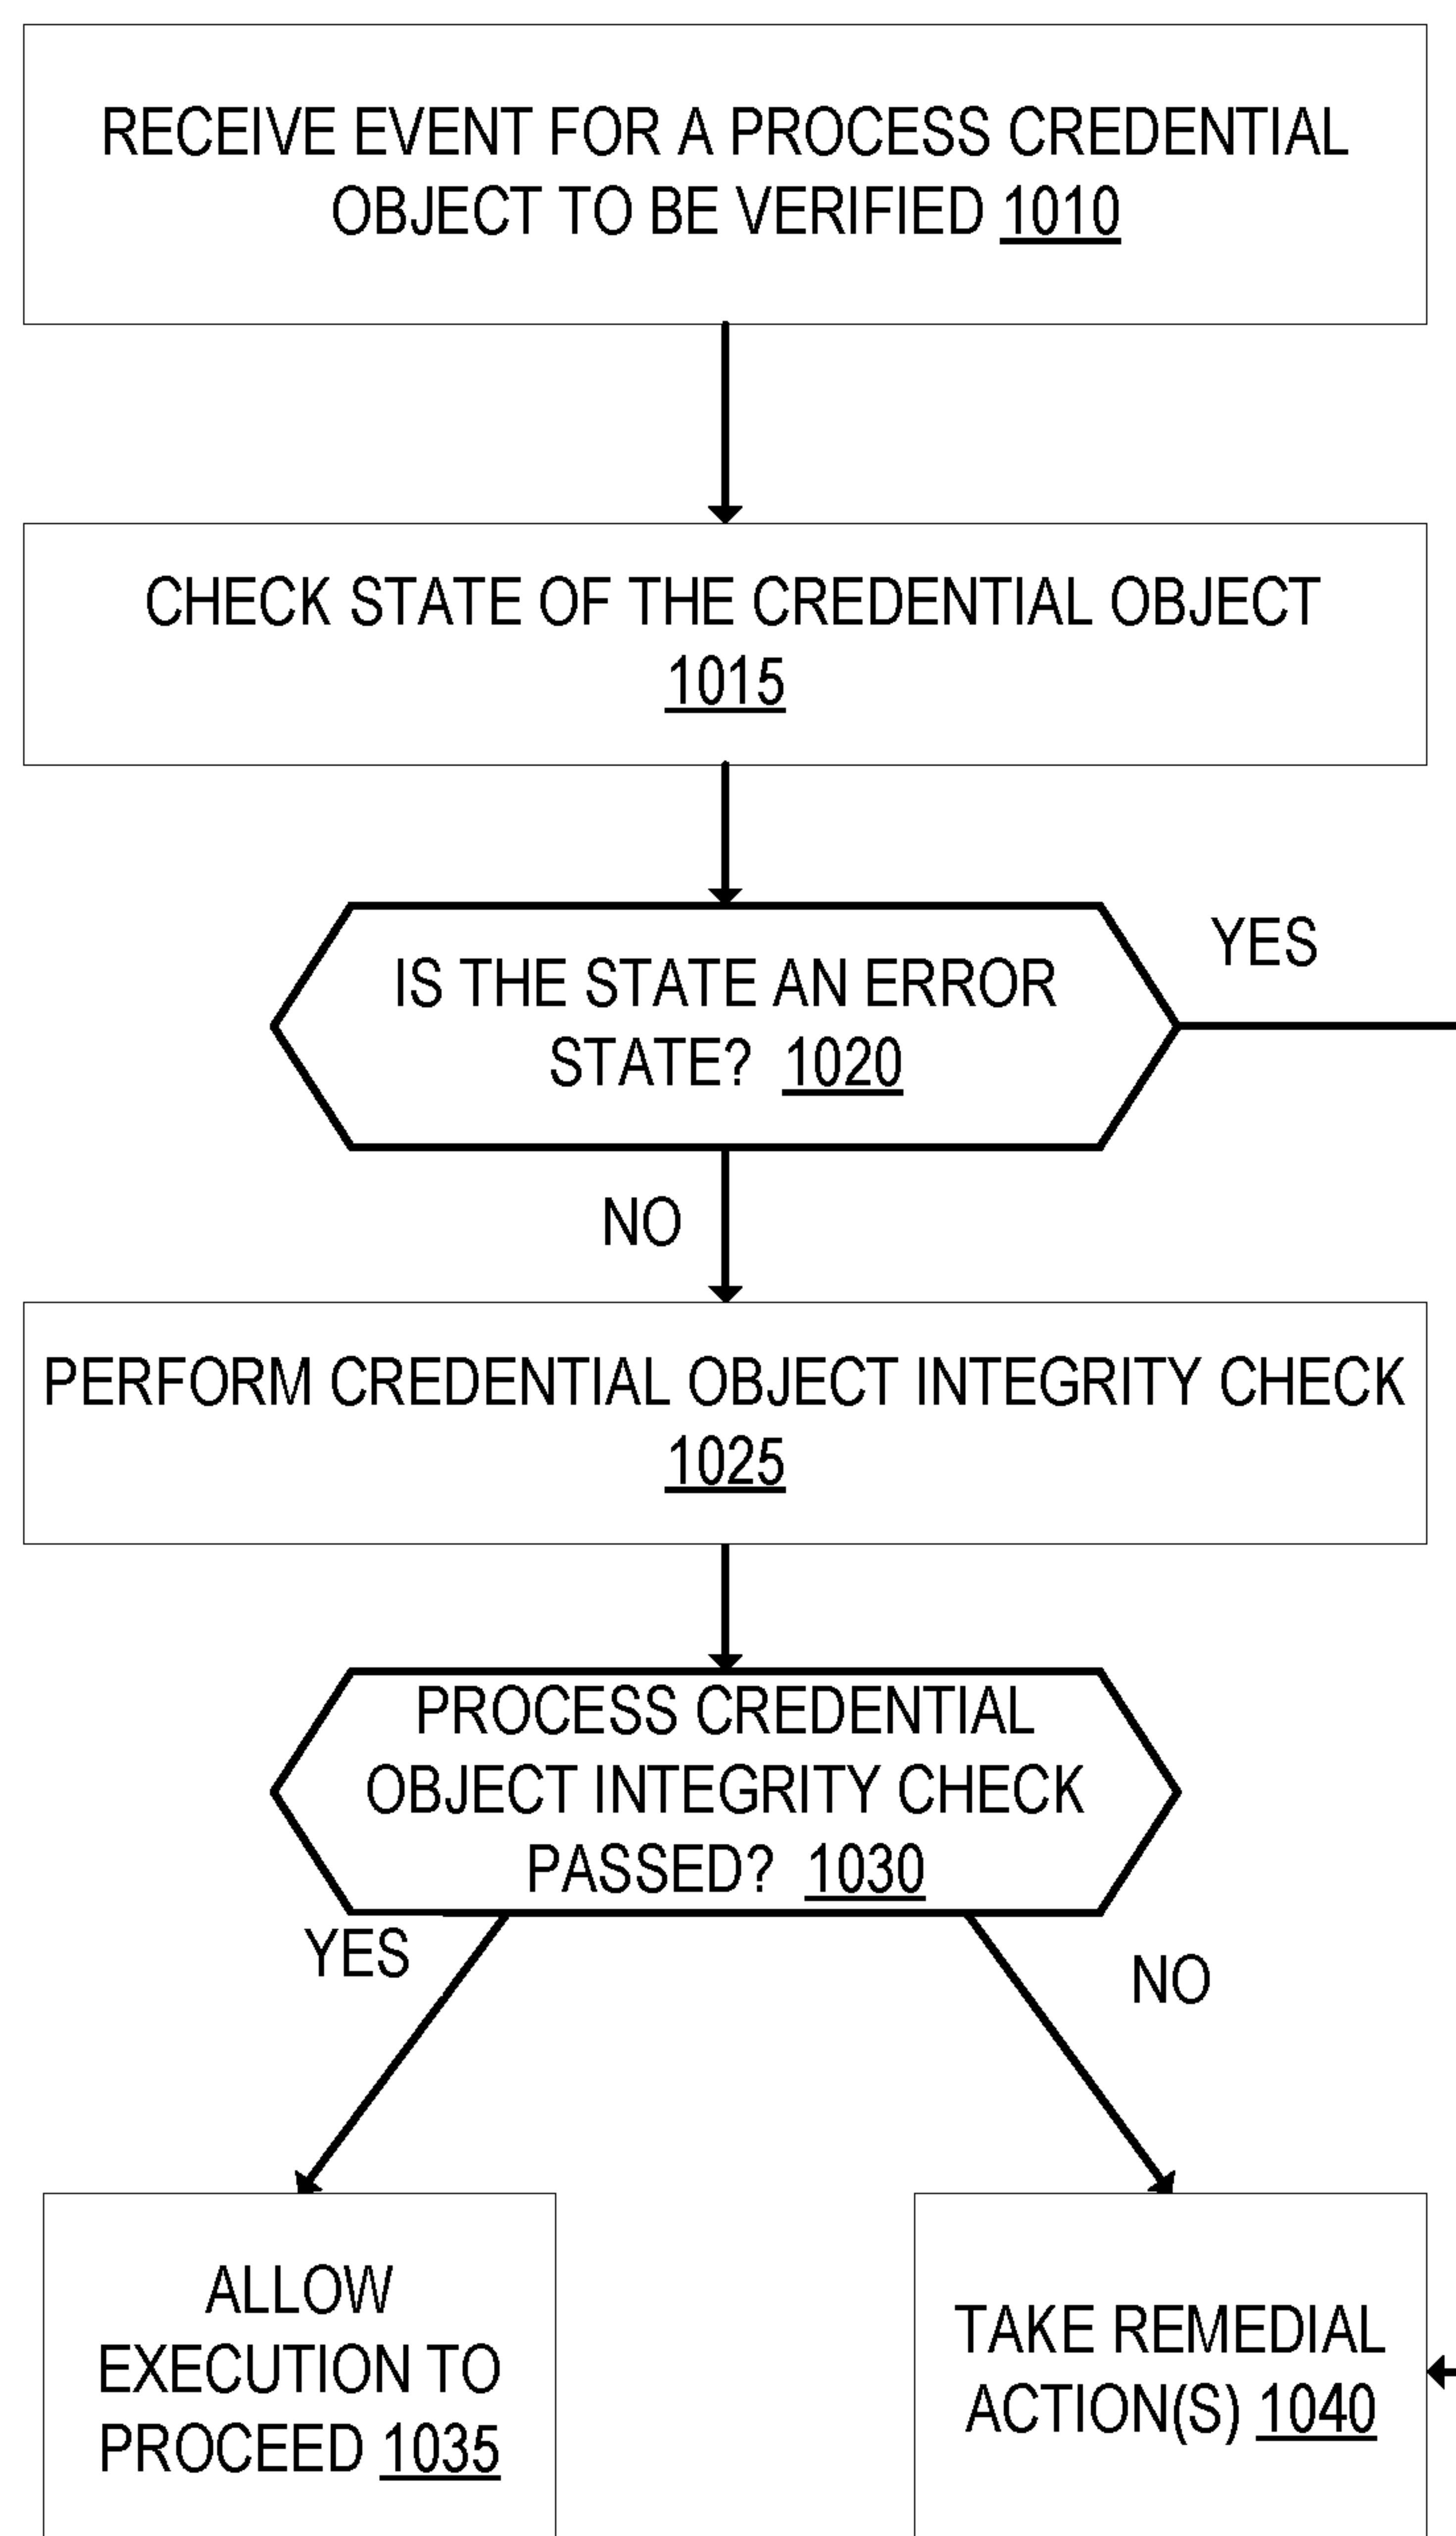 RECEIVE EVENT FOR A PROCESS CREDENTIAL
OBJECT TO BE VERIFIED 1010
CHECK STATE OF THE CREDENTIAL OBJECT
1015
YES
IS THE STATE AN ERROR
STATE? 1020
NO
PERFORM CREDENTIAL OBJECT INTEGRITY CHECK
1025
PROCESS CREDENTIAL
OBJECT INTEGRITY CHECK
PASSED? 1030
YES
NO
ALLOW
EXECUTION TO
PROCEED 1035
TAKE REMEDIAL
ACTION(S) 1040